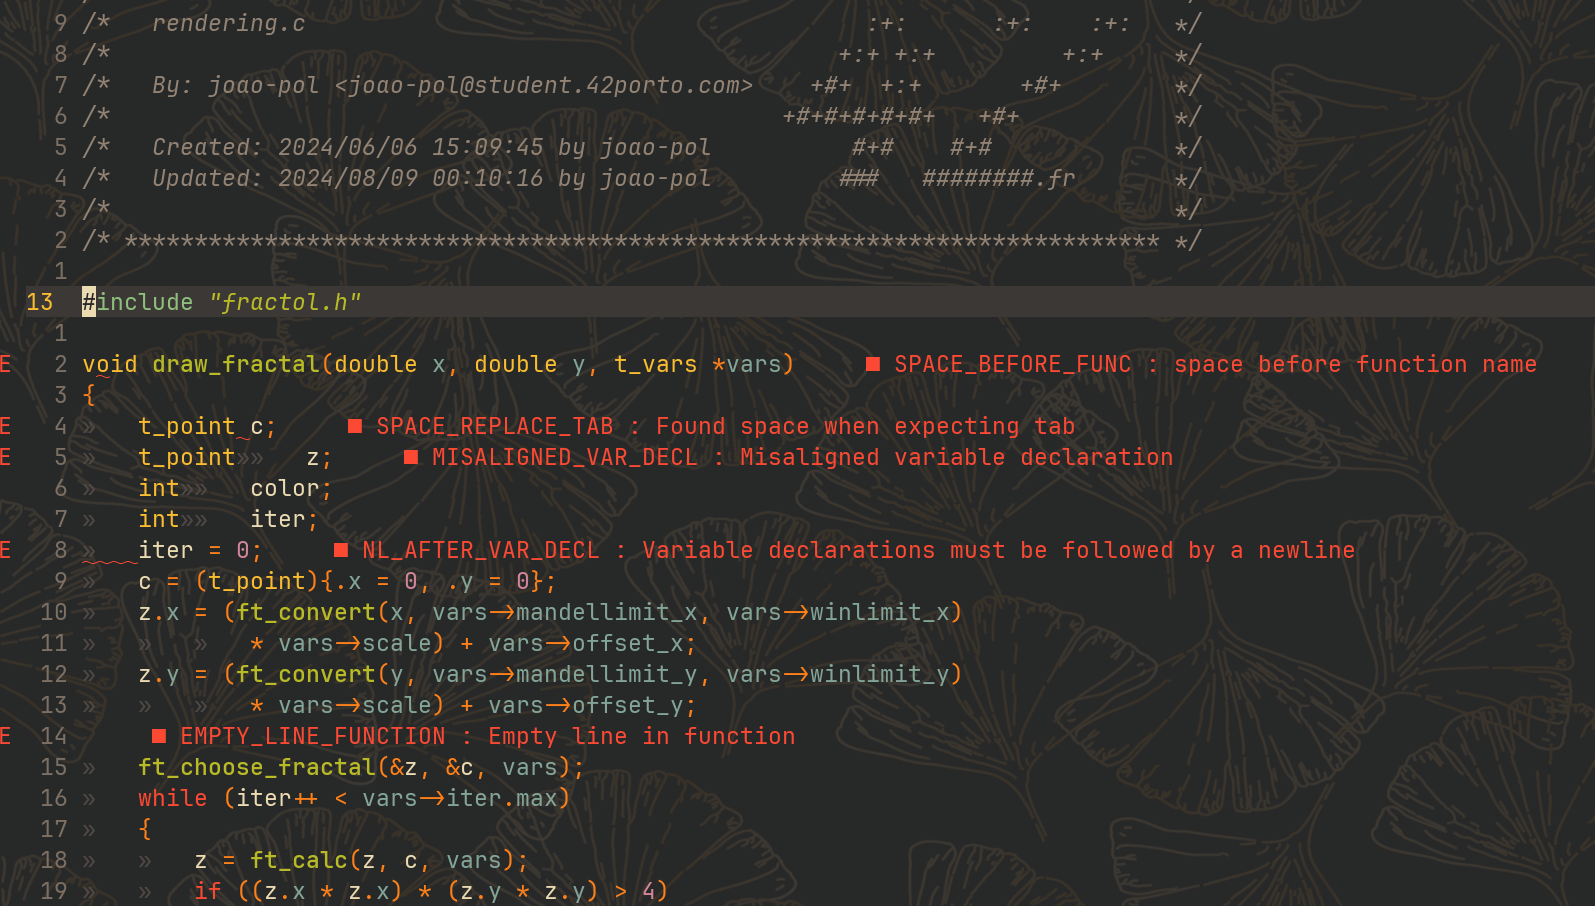 9 /*   rendering.c                                        :+:      :+:    :+:   */
8 /*                                                    +:+ +:+         +:+     */
7 /*   By: joao-pol <joao-pol@student.42porto.com>    +#+  +:+       +#+        */
6 /*                                                +#+#+#+#+#+   +#+           */
5 /*   Created: 2024/06/06 15:09:45 by joao-pol          #+#    #+#             */
4 /*   Updated: 2024/08/09 00:10:16 by joao-pol         ###   ########.fr       */
3 /*                                                                            */
2 /* ************************************************************************** */
1
13 #include "fractol.h"
1
E 2 void draw_fractal(double x, double y, t_vars *vars)     ■ SPACE_BEFORE_FUNC : space before function name
3 {
E 4 »   t_point c;     ■ SPACE_REPLACE_TAB : Found space when expecting tab
E 5 »   t_point»»   z;     ■ MISALIGNED_VAR_DECL : Misaligned variable declaration
6 »   int»»   color;
7 »   int»»   iter;
E 8 »   iter = 0;     ■ NL_AFTER_VAR_DECL : Variable declarations must be followed by a newline
9 »   c = (t_point){.x = 0, .y = 0};
10 »   z.x = (ft_convert(x, vars->mandellimit_x, vars->winlimit_x)
11 »   »   »   * vars->scale) + vars->offset_x;
12 »   z.y = (ft_convert(y, vars->mandellimit_y, vars->winlimit_y)
13 »   »   »   * vars->scale) + vars->offset_y;
E 14     ■ EMPTY_LINE_FUNCTION : Empty line in function
15 »   ft_choose_fractal(&z, &c, vars);
16 »   while (iter++ < vars->iter.max)
17 »   {
18 »   »   z = ft_calc(z, c, vars);
19 »   »   if ((z.x * z.x) * (z.y * z.y) > 4)